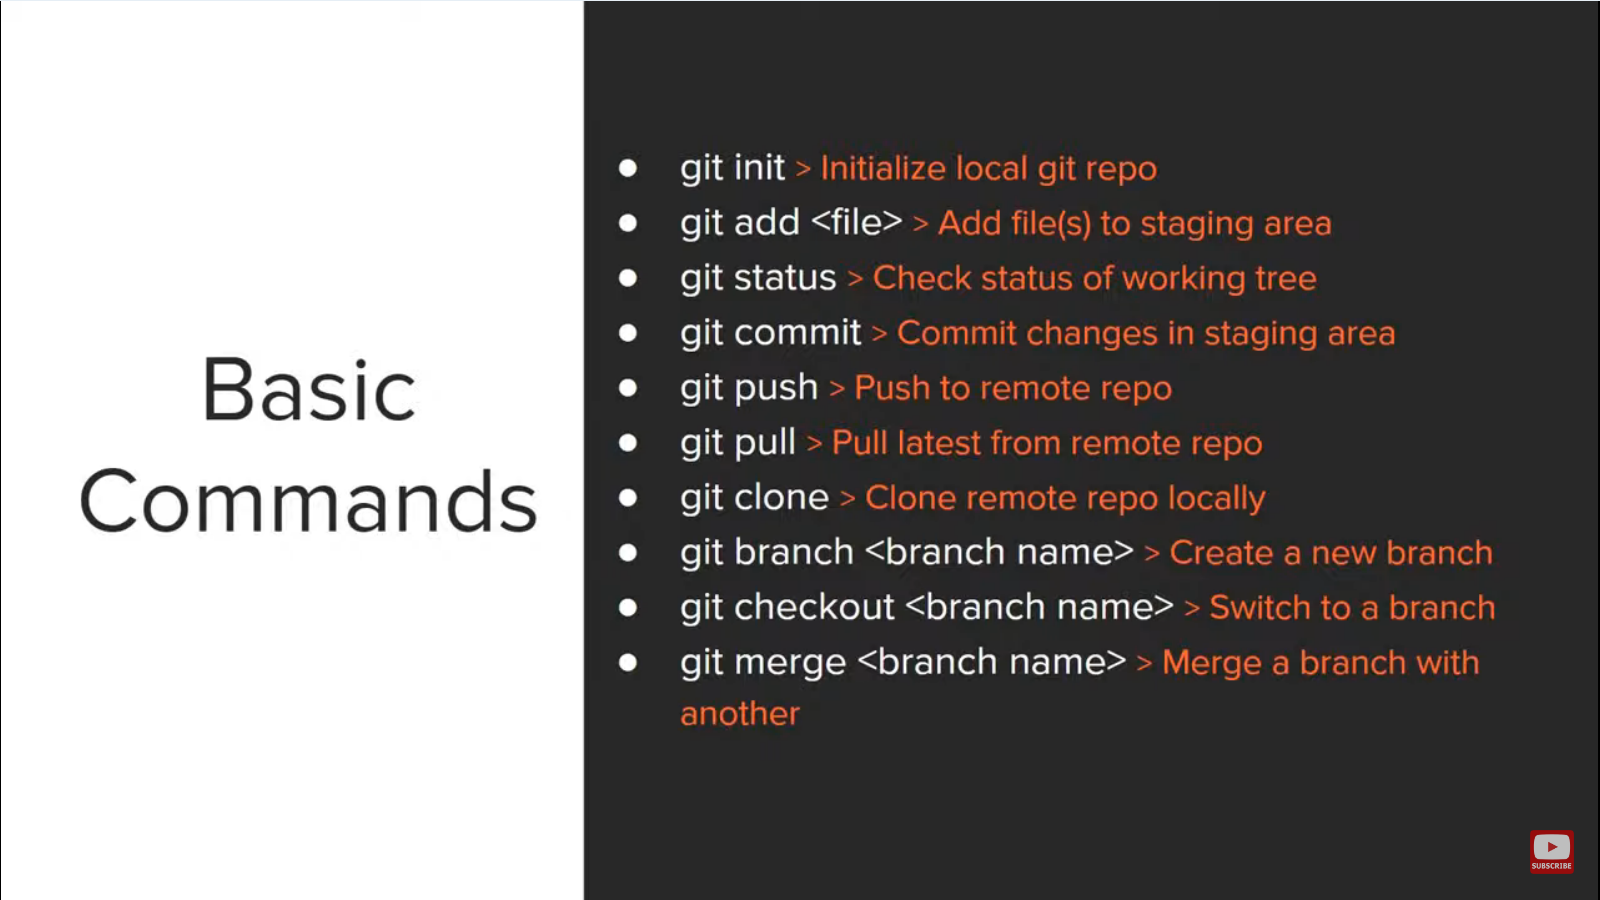 Basic
Commands
● git init > Initialize local git repo
● git add <file> > Add file(s) to staging area
● git status > Check status of working tree
● git commit > Commit changes in staging area
● git push > Push to remote repo
● git pull > Pull latest from remote repo
● git clone > Clone remote repo locally
● git branch <branch name> > Create a new branch
● git checkout <branch name> > Switch to a branch
● git merge <branch name> > Merge a branch with
another
SUBSCRIBE